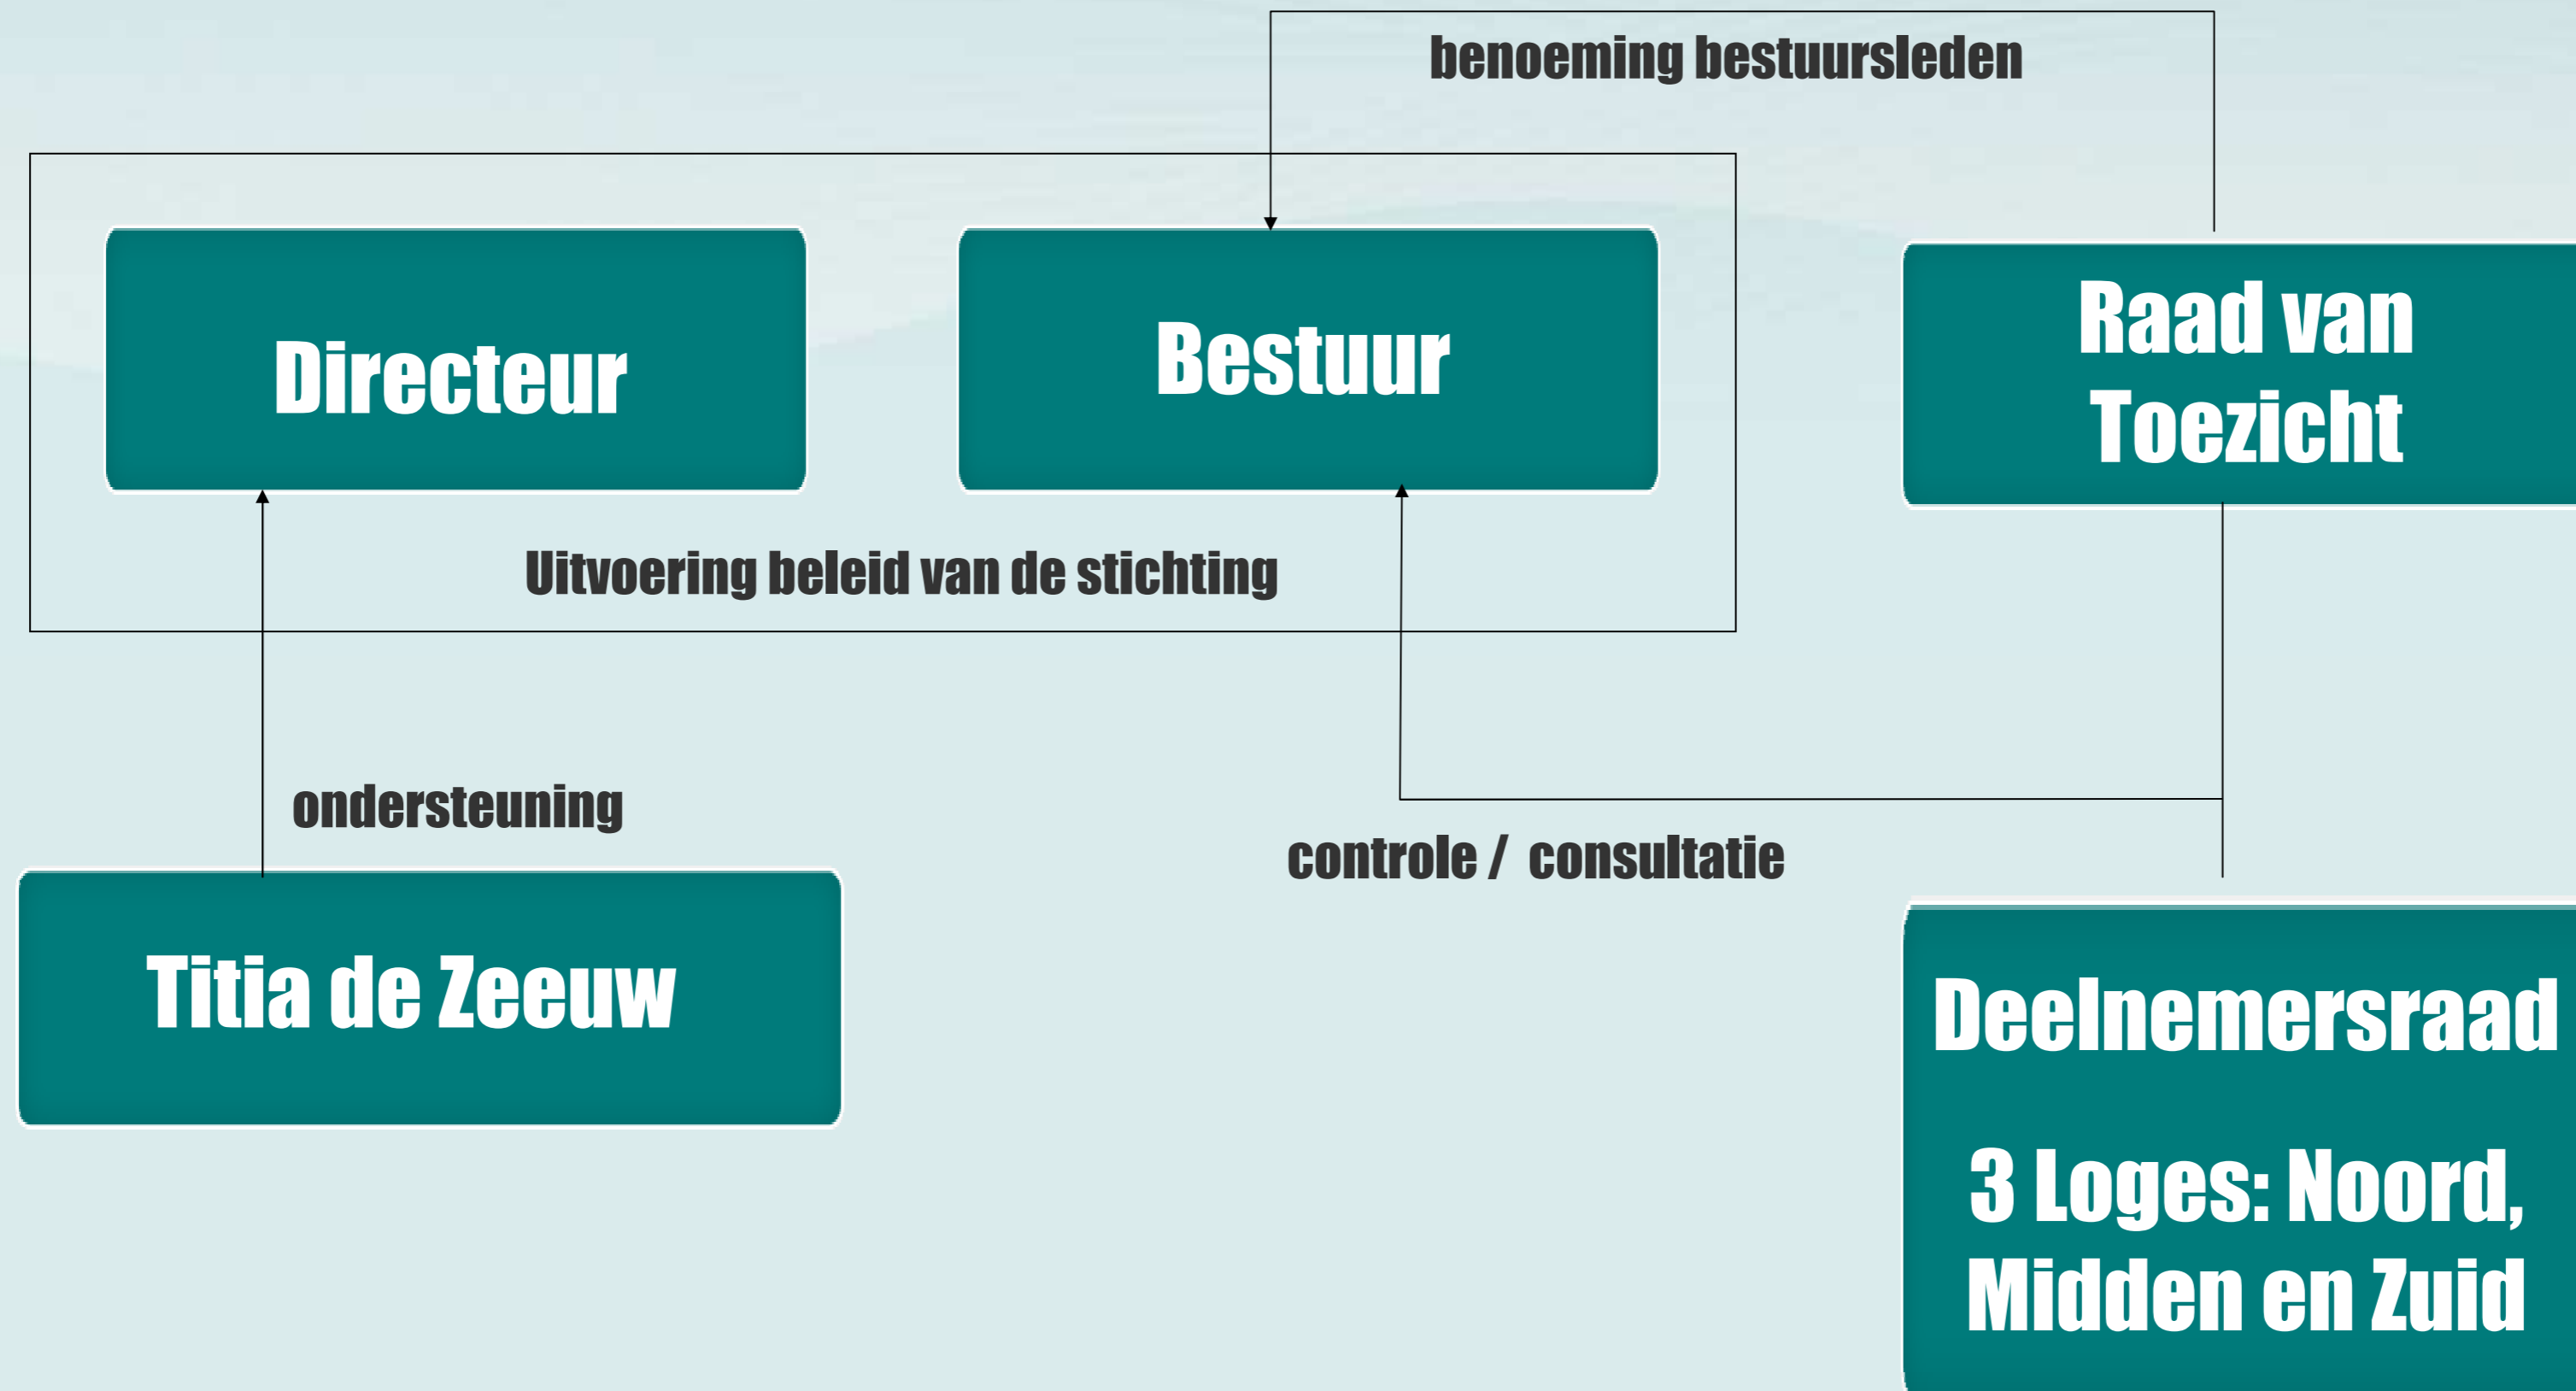 benoeming bestuursleden
Directeur
Bestuur
Raad van
Toezicht
Uitvoering beleid van de stichting
ondersteuning
controle / consultatie
Titia de Zeeuw
Deelnemersraad
3 Loges: Noord,
Midden en Zuid